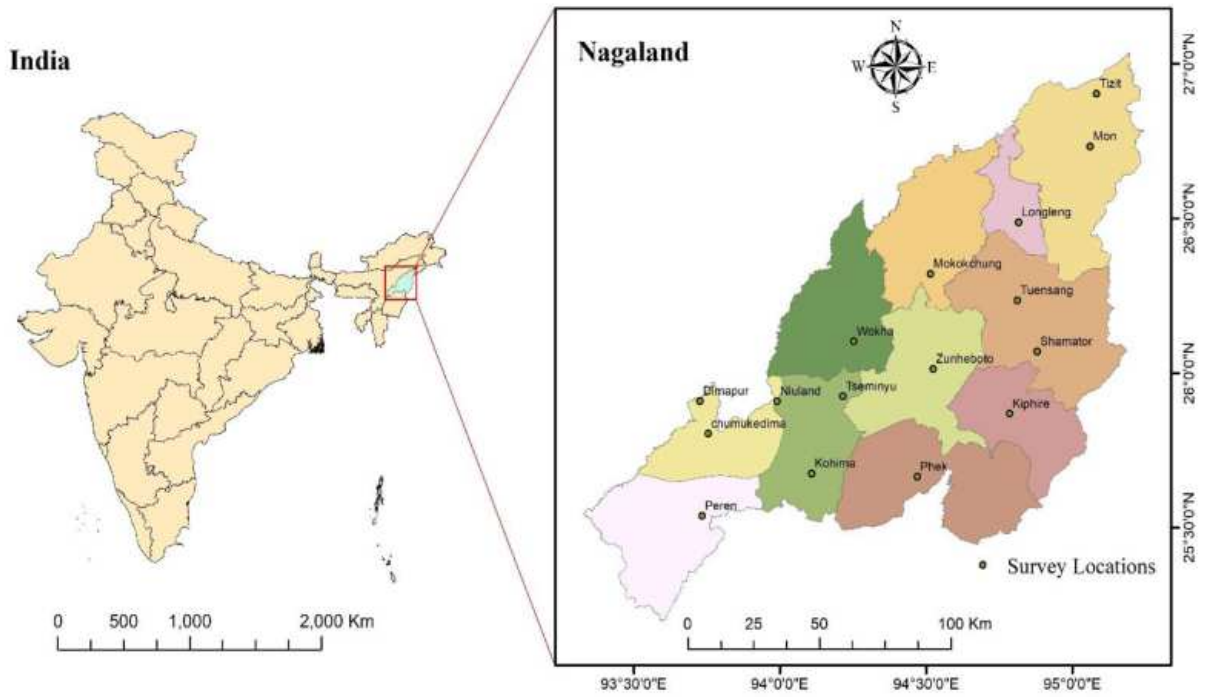 India
0 500 1,000 2,000 Km
Nagaland
N
W E
S
Tizit
Mon
Longleng
Mokokchung
Tuensang
Wokha
Shamator
Zunheboto
Dimapur
Niuland
Tseminyu
Kiphire
chumukedima
Kohima
Phek
Peren
Survey Locations
0 25 50 100 Km
93°30'0"E 94°0'0"E 94°30'0"E 95°0'0"E
27°0'0"N
26°30'0"N
26°0'0"N
25°30'0"N